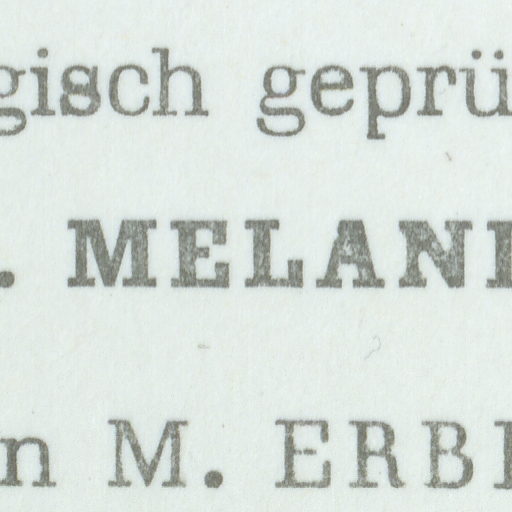 gisch geprü
. MELANI
n M. ERBI